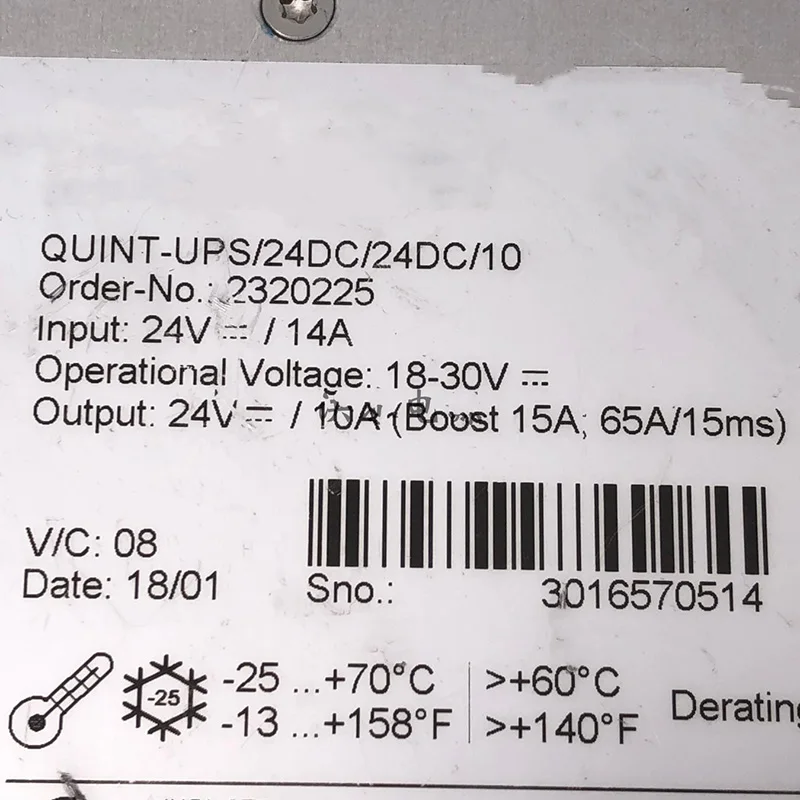 QUINT-UPS/24DC/24DC/10
Order-No.: 2320225
Input: 24V ⎓ / 14A
Operational Voltage: 18-30V ⎓
Output: 24V ⎓ / 10A (Boost 15A; 65A/15ms)
V/C: 08
Date: 18/01
Sno.: 3016570514
-25
-25 ...+70°C >+60°C
-13 ...+158°F >+140°F
Derating